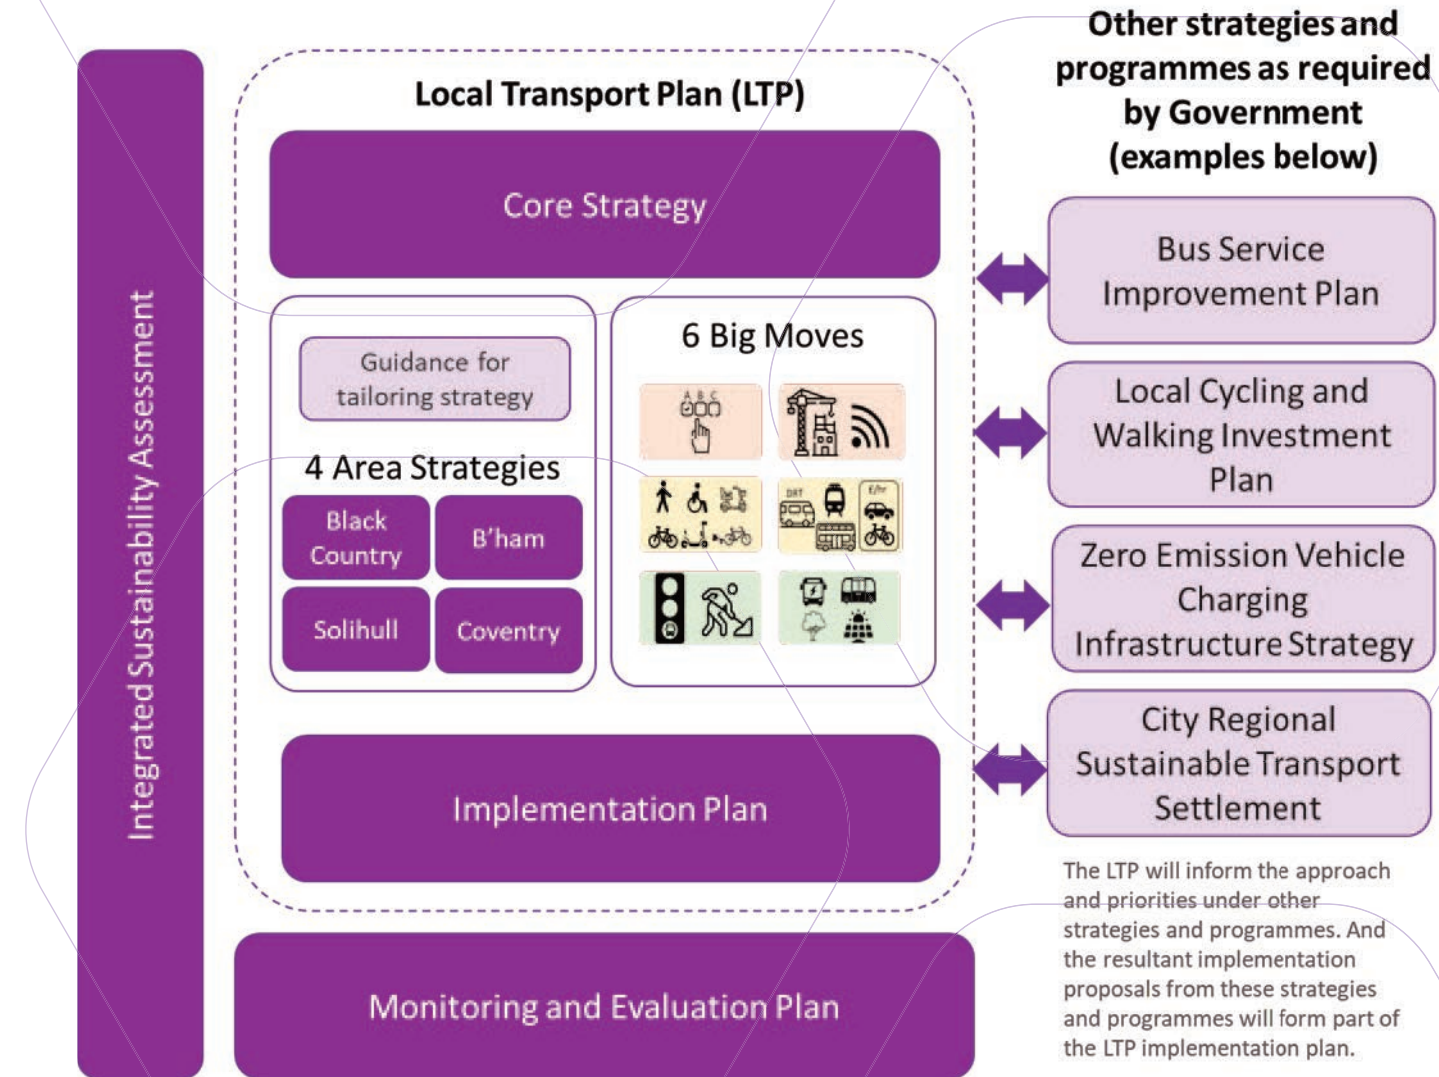 Integrated Sustainability Assessment
Local Transport Plan (LTP)
Core Strategy
Guidance for
tailoring strategy
4 Area Strategies
Black
Country
B'ham
Solihull
Coventry
6 Big Moves
A B C
DRT
£/hr
Implementation Plan
Monitoring and Evaluation Plan
Other strategies and
programmes as required
by Government
(examples below)
Bus Service
Improvement Plan
Local Cycling and
Walking Investment
Plan
Zero Emission Vehicle
Charging
Infrastructure Strategy
City Regional
Sustainable Transport
Settlement
The LTP will inform the approach
and priorities under other
strategies and programmes. And
the resultant implementation
proposals from these strategies
and programmes will form part of
the LTP implementation plan.